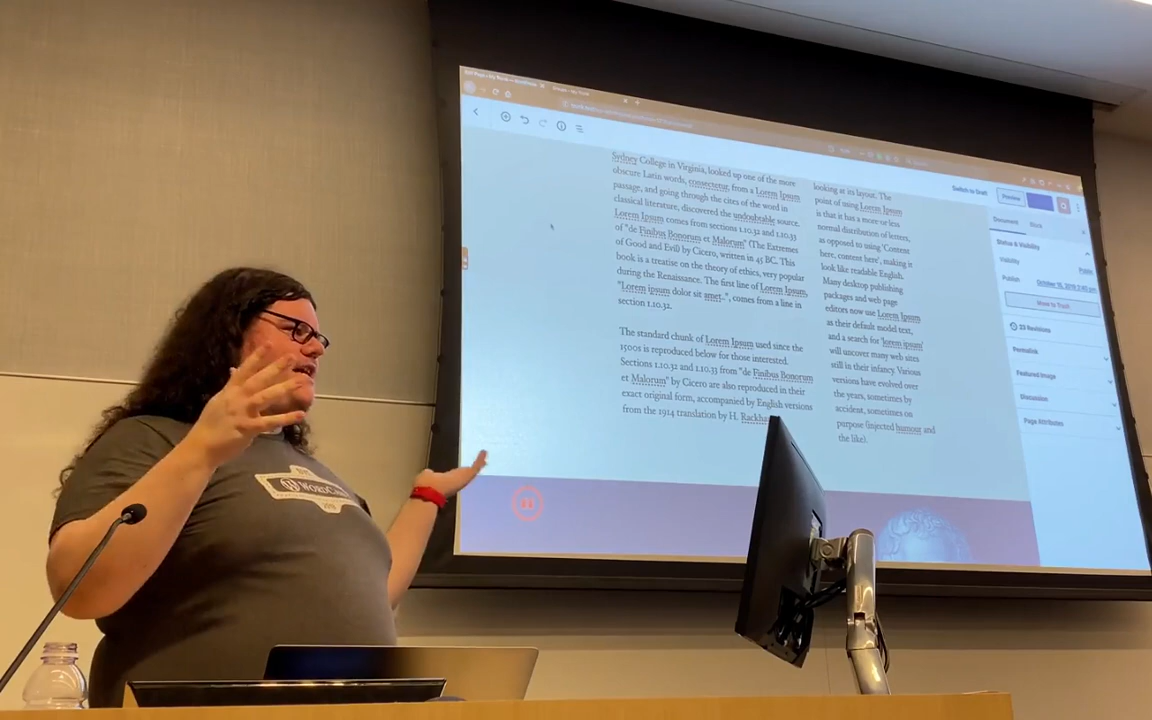 Switch to Draft
Preview
Document
Block
Status & Visibility
Visibility
Public
Publish
October 15, 2019 2:40 pm
Move to Trash
33 Revisions
Permalink
Featured Image
Discussion
Page Attributes
Sydney College in Virginia, looked up one of the more
obscure Latin words, consectetur, from a Lorem Ipsum
passage, and going through the cites of the word in
classical literature, discovered the undoubtable source.
Lorem Ipsum comes from sections 1.10.32 and 1.10.33
of "de Finibus Bonorum et Malorum" (The Extremes
of Good and Evil) by Cicero, written in 45 BC. This
book is a treatise on the theory of ethics, very popular
during the Renaissance. The first line of Lorem Ipsum,
"Lorem ipsum dolor sit amet..", comes from a line in
section 1.10.32.
The standard chunk of Lorem Ipsum used since the
1500s is reproduced below for those interested.
Sections 1.10.32 and 1.10.33 from "de Finibus Bonorum
et Malorum" by Cicero are also reproduced in their
exact original form, accompanied by English versions
from the 1914 translation by H. Rackha
looking at its layout. The
point of using Lorem Ipsum
is that it has a more-or-less
normal distribution of letters,
as opposed to using 'Content
here, content here', making it
look like readable English.
Many desktop publishing
packages and web page
editors now use Lorem Ipsum
as their default model text,
and a search for 'lorem ipsum'
will uncover many web sites
still in their infancy. Various
versions have evolved over
the years, sometimes by
accident, sometimes on
purpose (injected humour and
the like).
WORDCA